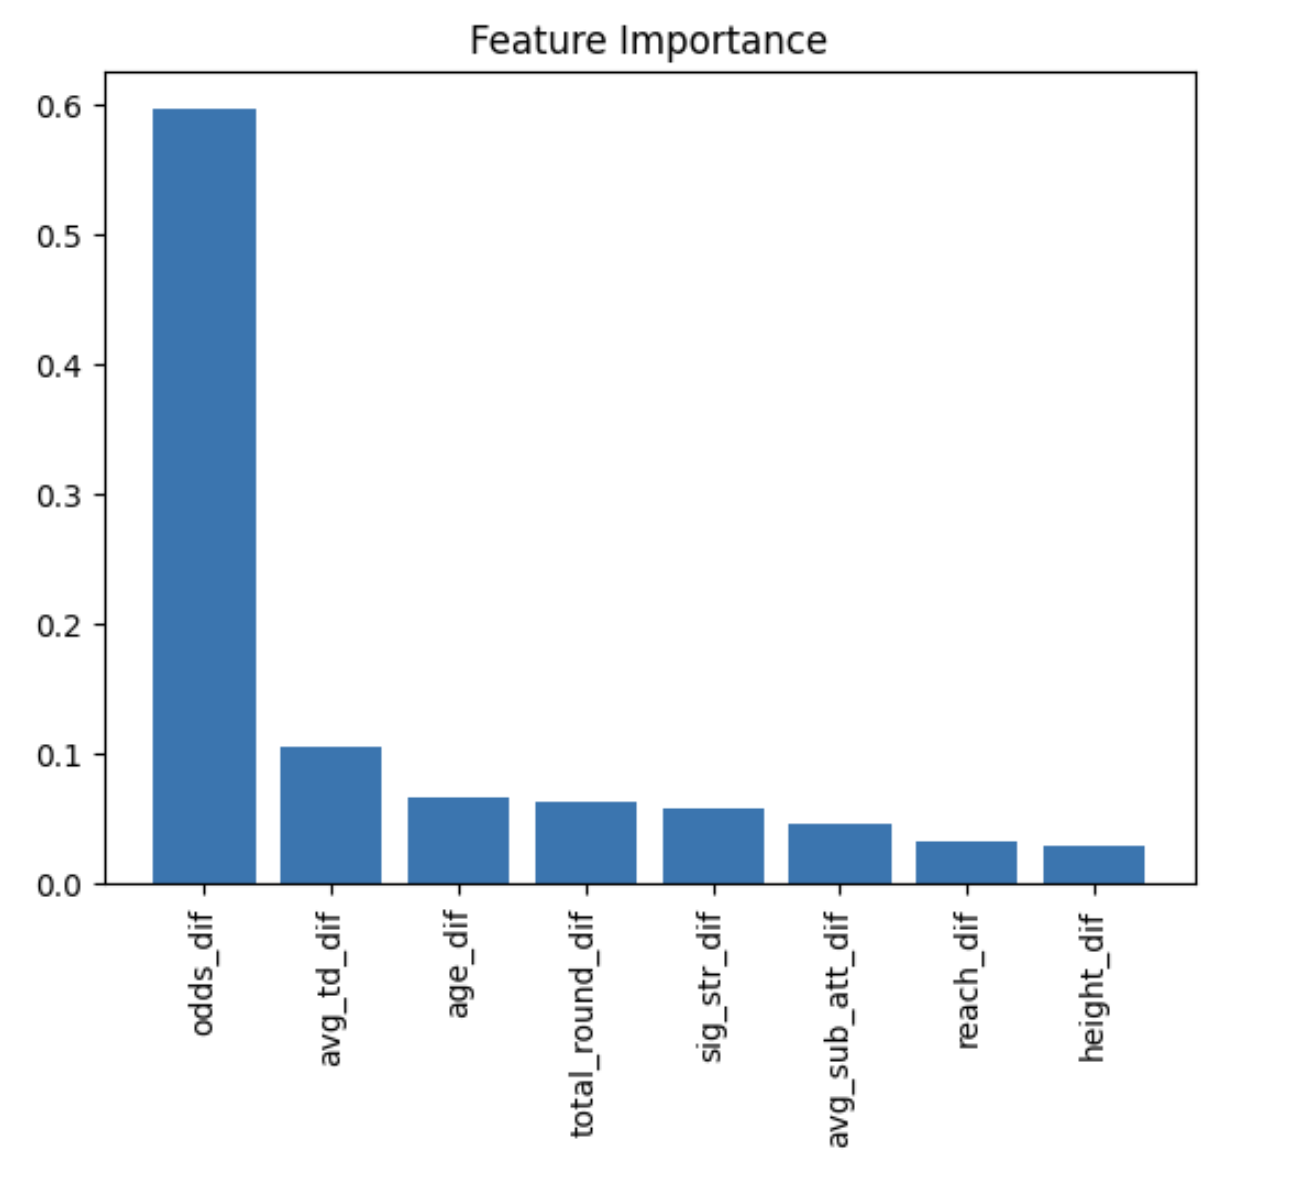 Feature Importance
0.6
0.5
0.4
0.3
0.2
0.1
0.0
odds_dif
avg_td_dif
age_dif
total_round_dif
sig_str_dif
avg_sub_att_dif
reach_dif
height_dif